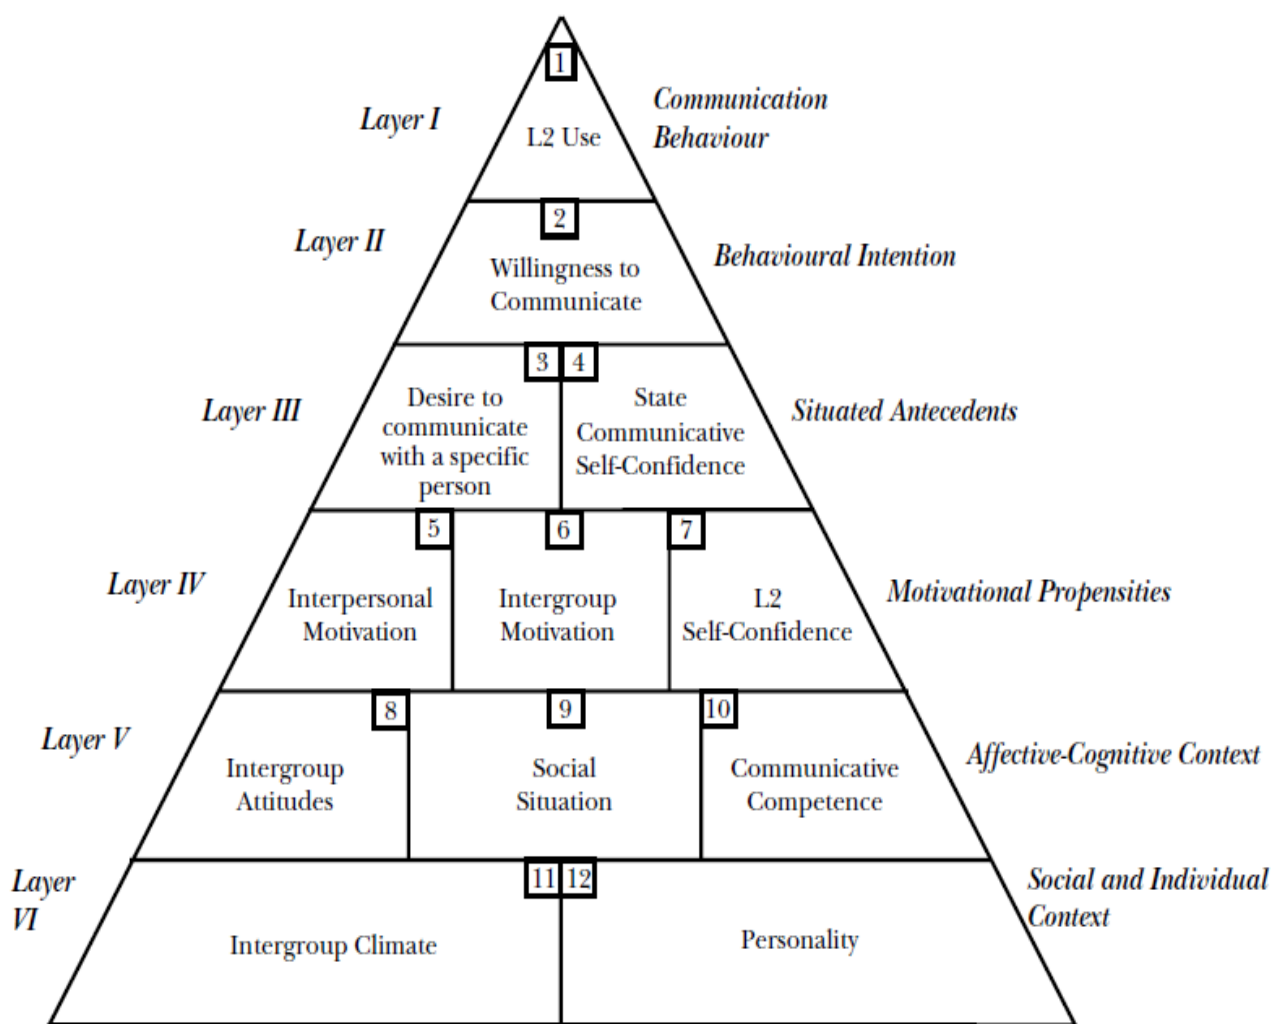 1
Layer I
L2 Use
Communication
Behaviour
2
Layer II
Willingness to
Communicate
Behavioural Intention
3
4
Layer III
Desire to
communicate
with a specific
person
State
Communicative
Self-Confidence
Situated Antecedents
5
6
7
Layer IV
Interpersonal
Motivation
Intergroup
Motivation
L2
Self-Confidence
Motivational Propensities
8
9
10
Layer V
Intergroup
Attitudes
Social
Situation
Communicative
Competence
Affective-Cognitive Context
11
12
Layer
VI
Intergroup Climate
Personality
Social and Individual
Context